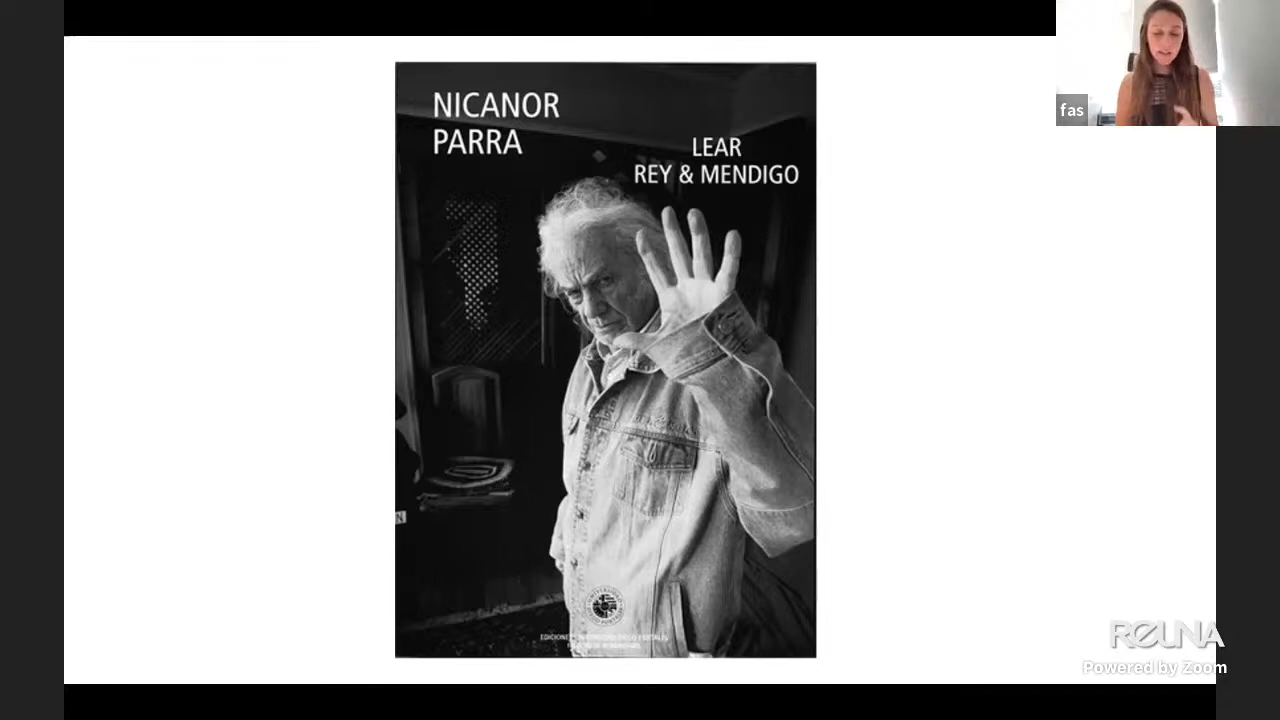 NICANOR
PARRA
LEAR
REY & MENDIGO
fas
N
REUNA
Powered by Zoom